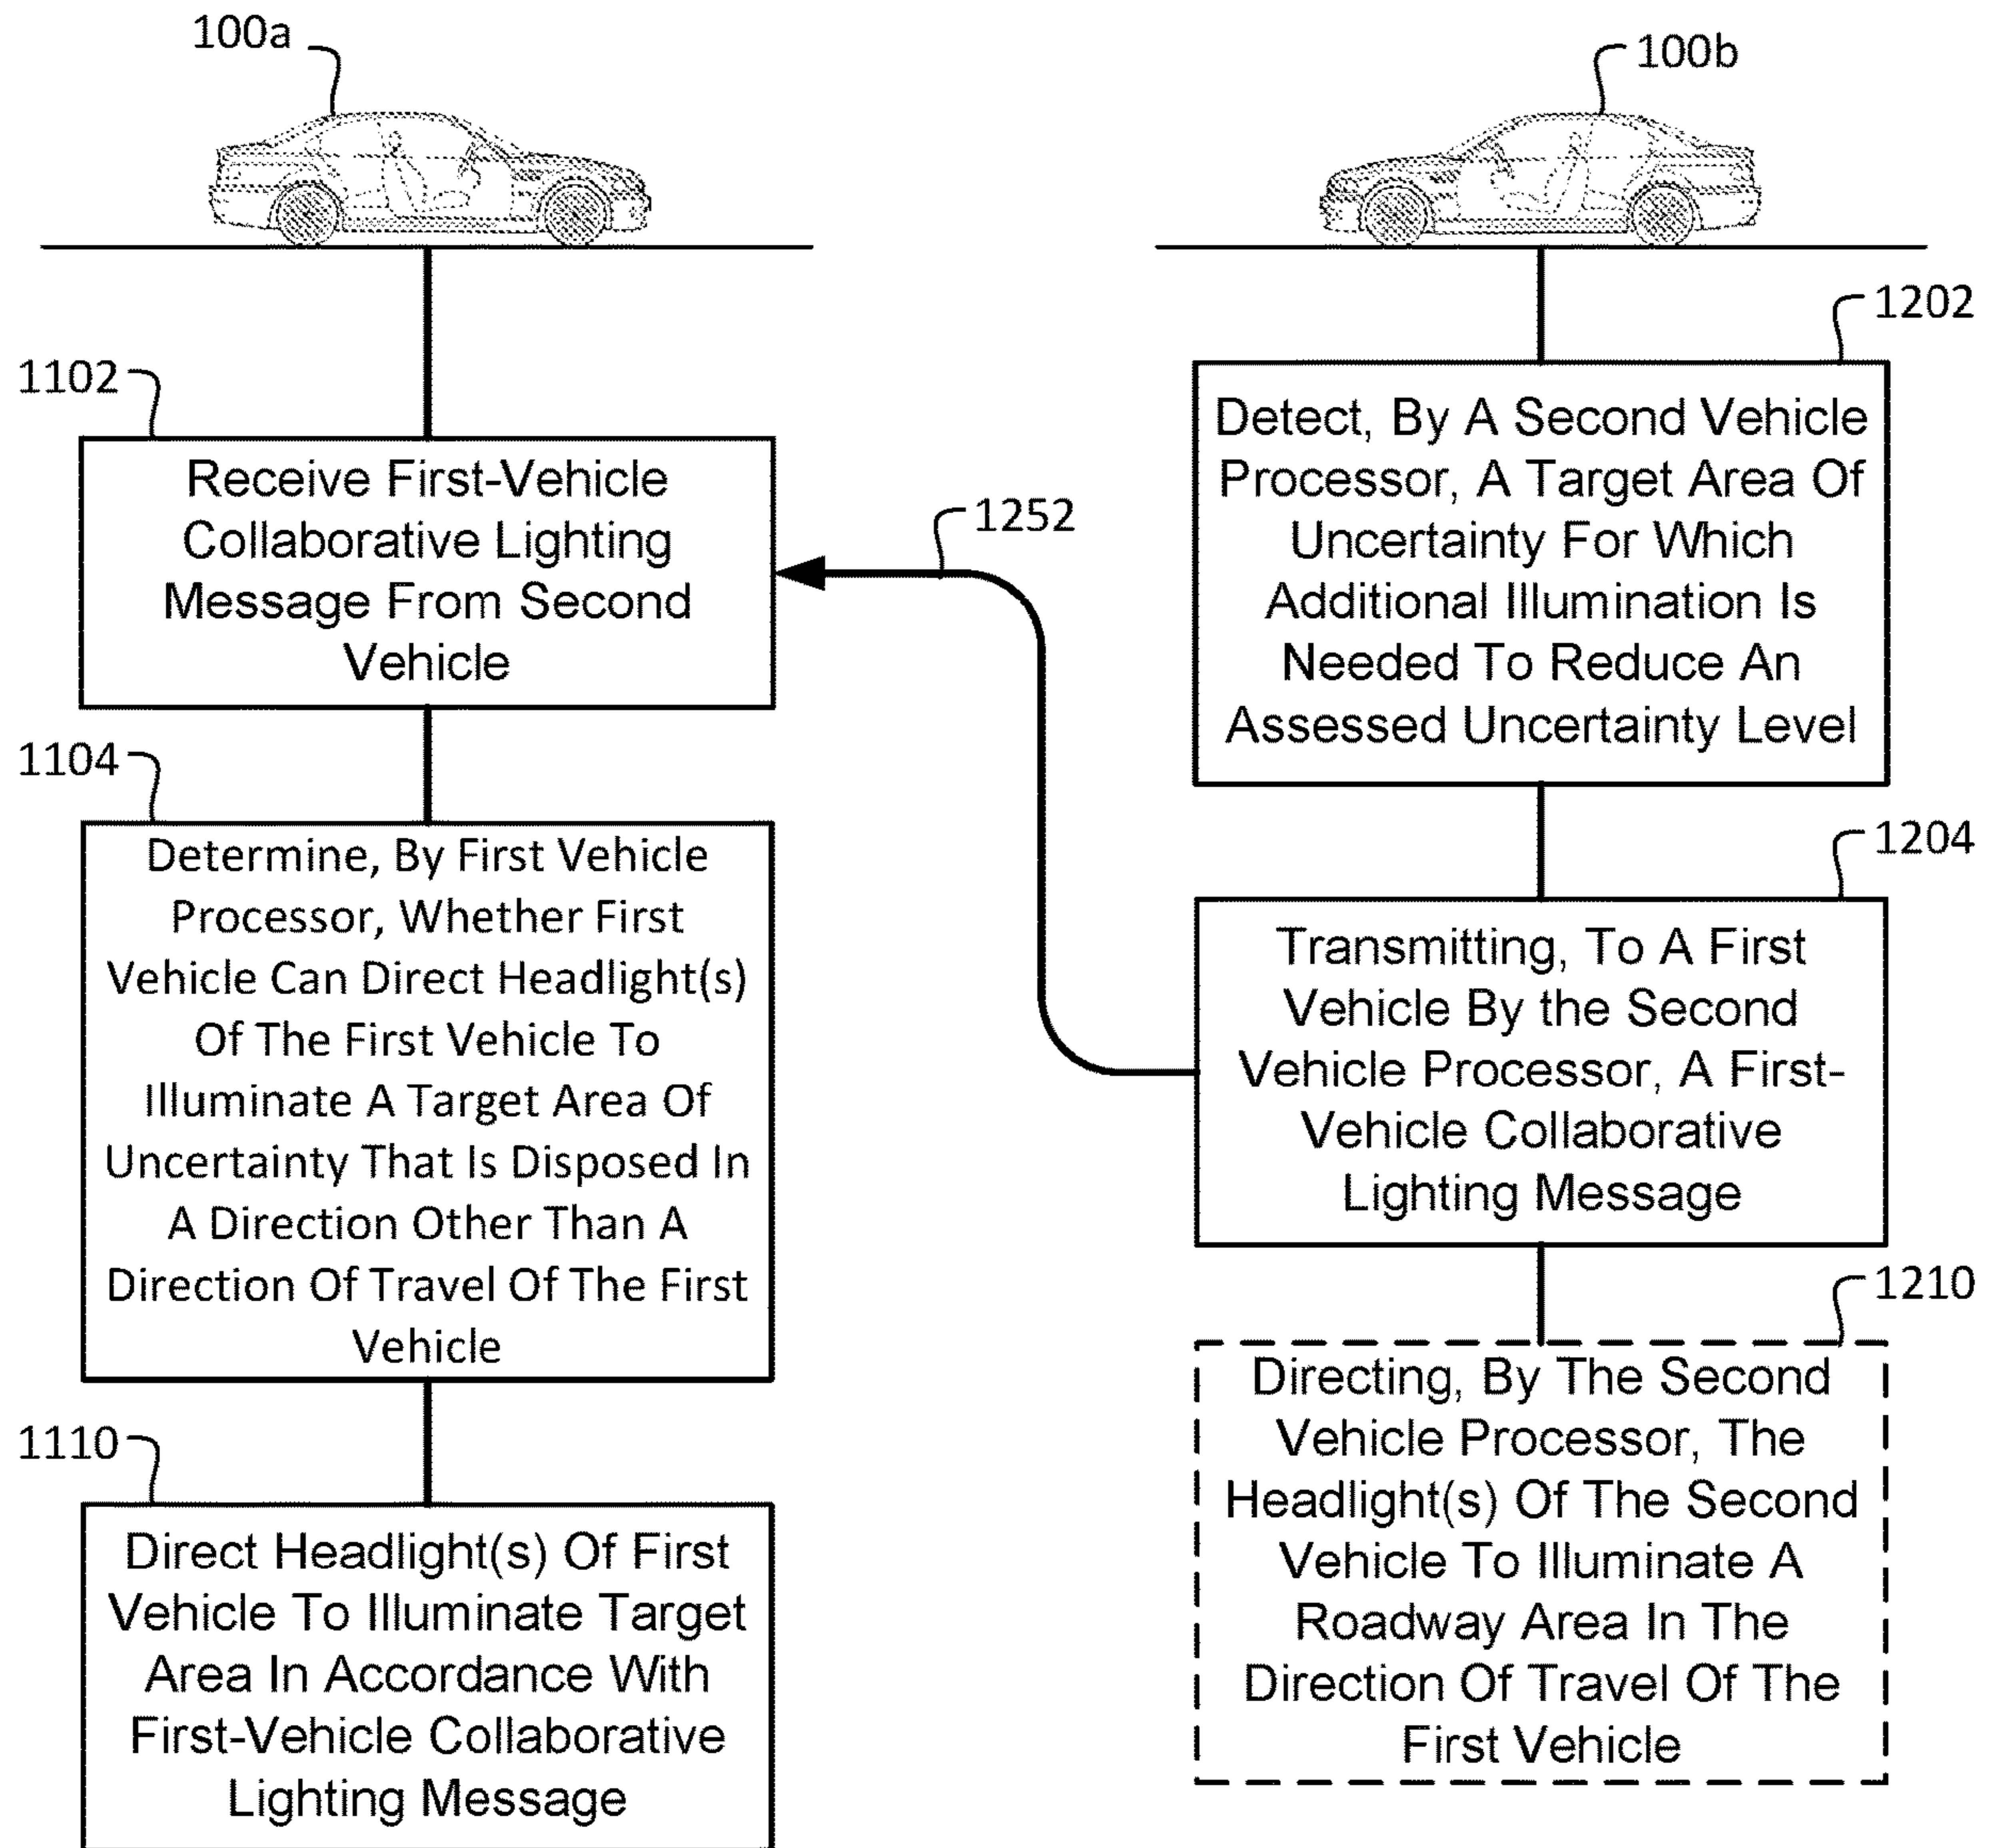 100a
100b
1202
1102
Detect, By A Second Vehicle
Processor, A Target Area Of
Uncertainty For Which
Additional Illumination Is
Needed To Reduce An
Assessed Uncertainty Level
Receive First-Vehicle
Collaborative Lighting
Message From Second
Vehicle
1252
1104
1204
Determine, By First Vehicle
Processor, Whether First
Vehicle Can Direct Headlight(s)
Of The First Vehicle To
Illuminate A Target Area Of
Uncertainty That Is Disposed In
A Direction Other Than A
Direction Of Travel Of The First
Vehicle
Transmitting, To A First
Vehicle By the Second
Vehicle Processor, A First-
Vehicle Collaborative
Lighting Message
1210
1110
Directing, By The Second
Vehicle Processor, The
Headlight(s) Of The Second
Vehicle To Illuminate A
Roadway Area In The
Direction Of Travel Of The
First Vehicle
Direct Headlight(s) Of First
Vehicle To Illuminate Target
Area In Accordance With
First-Vehicle Collaborative
Lighting Message